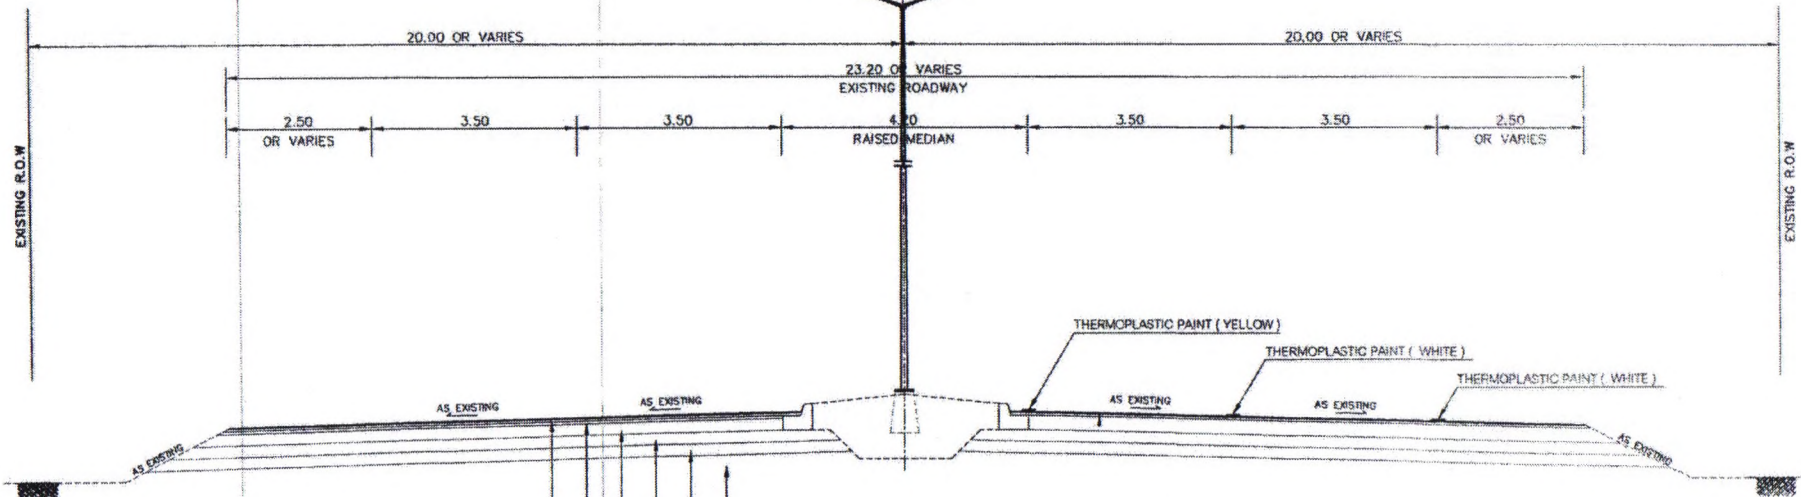 20.00 OR VARIES
20.00 OR VARIES
23.20 OR VARIES
EXISTING ROADWAY
2.50
OR VARIES
3.50
3.50
4.20
RAISED MEDIAN
3.50
3.50
2.50
OR VARIES
EXISTING R.O.W
EXISTING R.O.W
THERMOPLASTIC PAINT ( YELLOW )
THERMOPLASTIC PAINT ( WHITE )
THERMOPLASTIC PAINT ( WHITE )
AS EXISTING
AS EXISTING
AS EXISTING
AS EXISTING
AS EXISTING
AS EXISTING